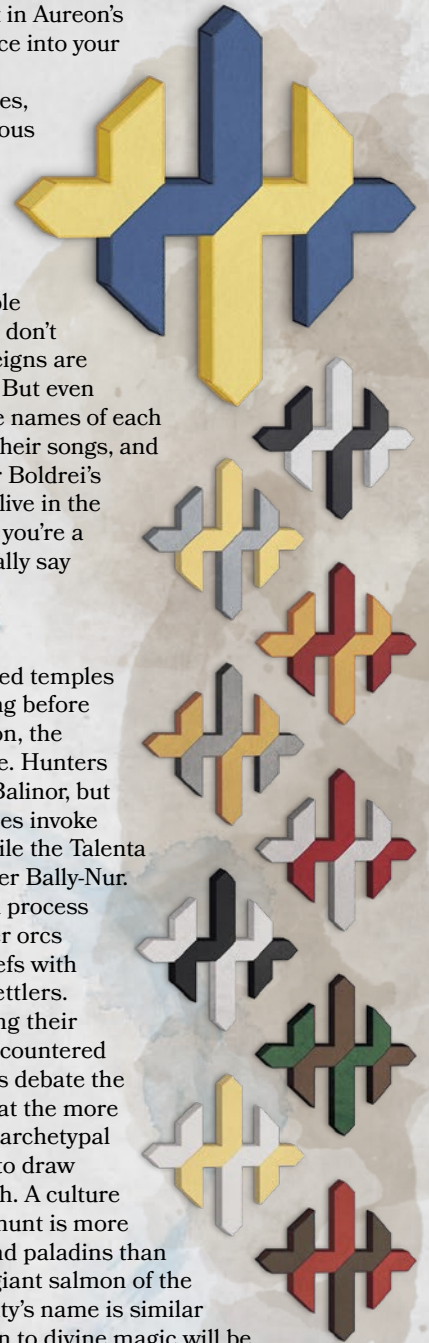 t in Aureon's
ce into your
es,
ous
ple
don't
eigns are
But even
e names of each
heir songs, and
r Boldrei's
live in the
you're a
ally say
ed temples
ng before
on, the
e. Hunters
Balinor, but
es invoke
ile the Talenta
er Bally-Nur.
process
er orcs
efs with
ettlers.
ng their
countered
s debate the
at the more
archetypal
to draw
h. A culture
hunt is more
nd paladins than
giant salmon of the
ty's name is similar
n to divine magic will be